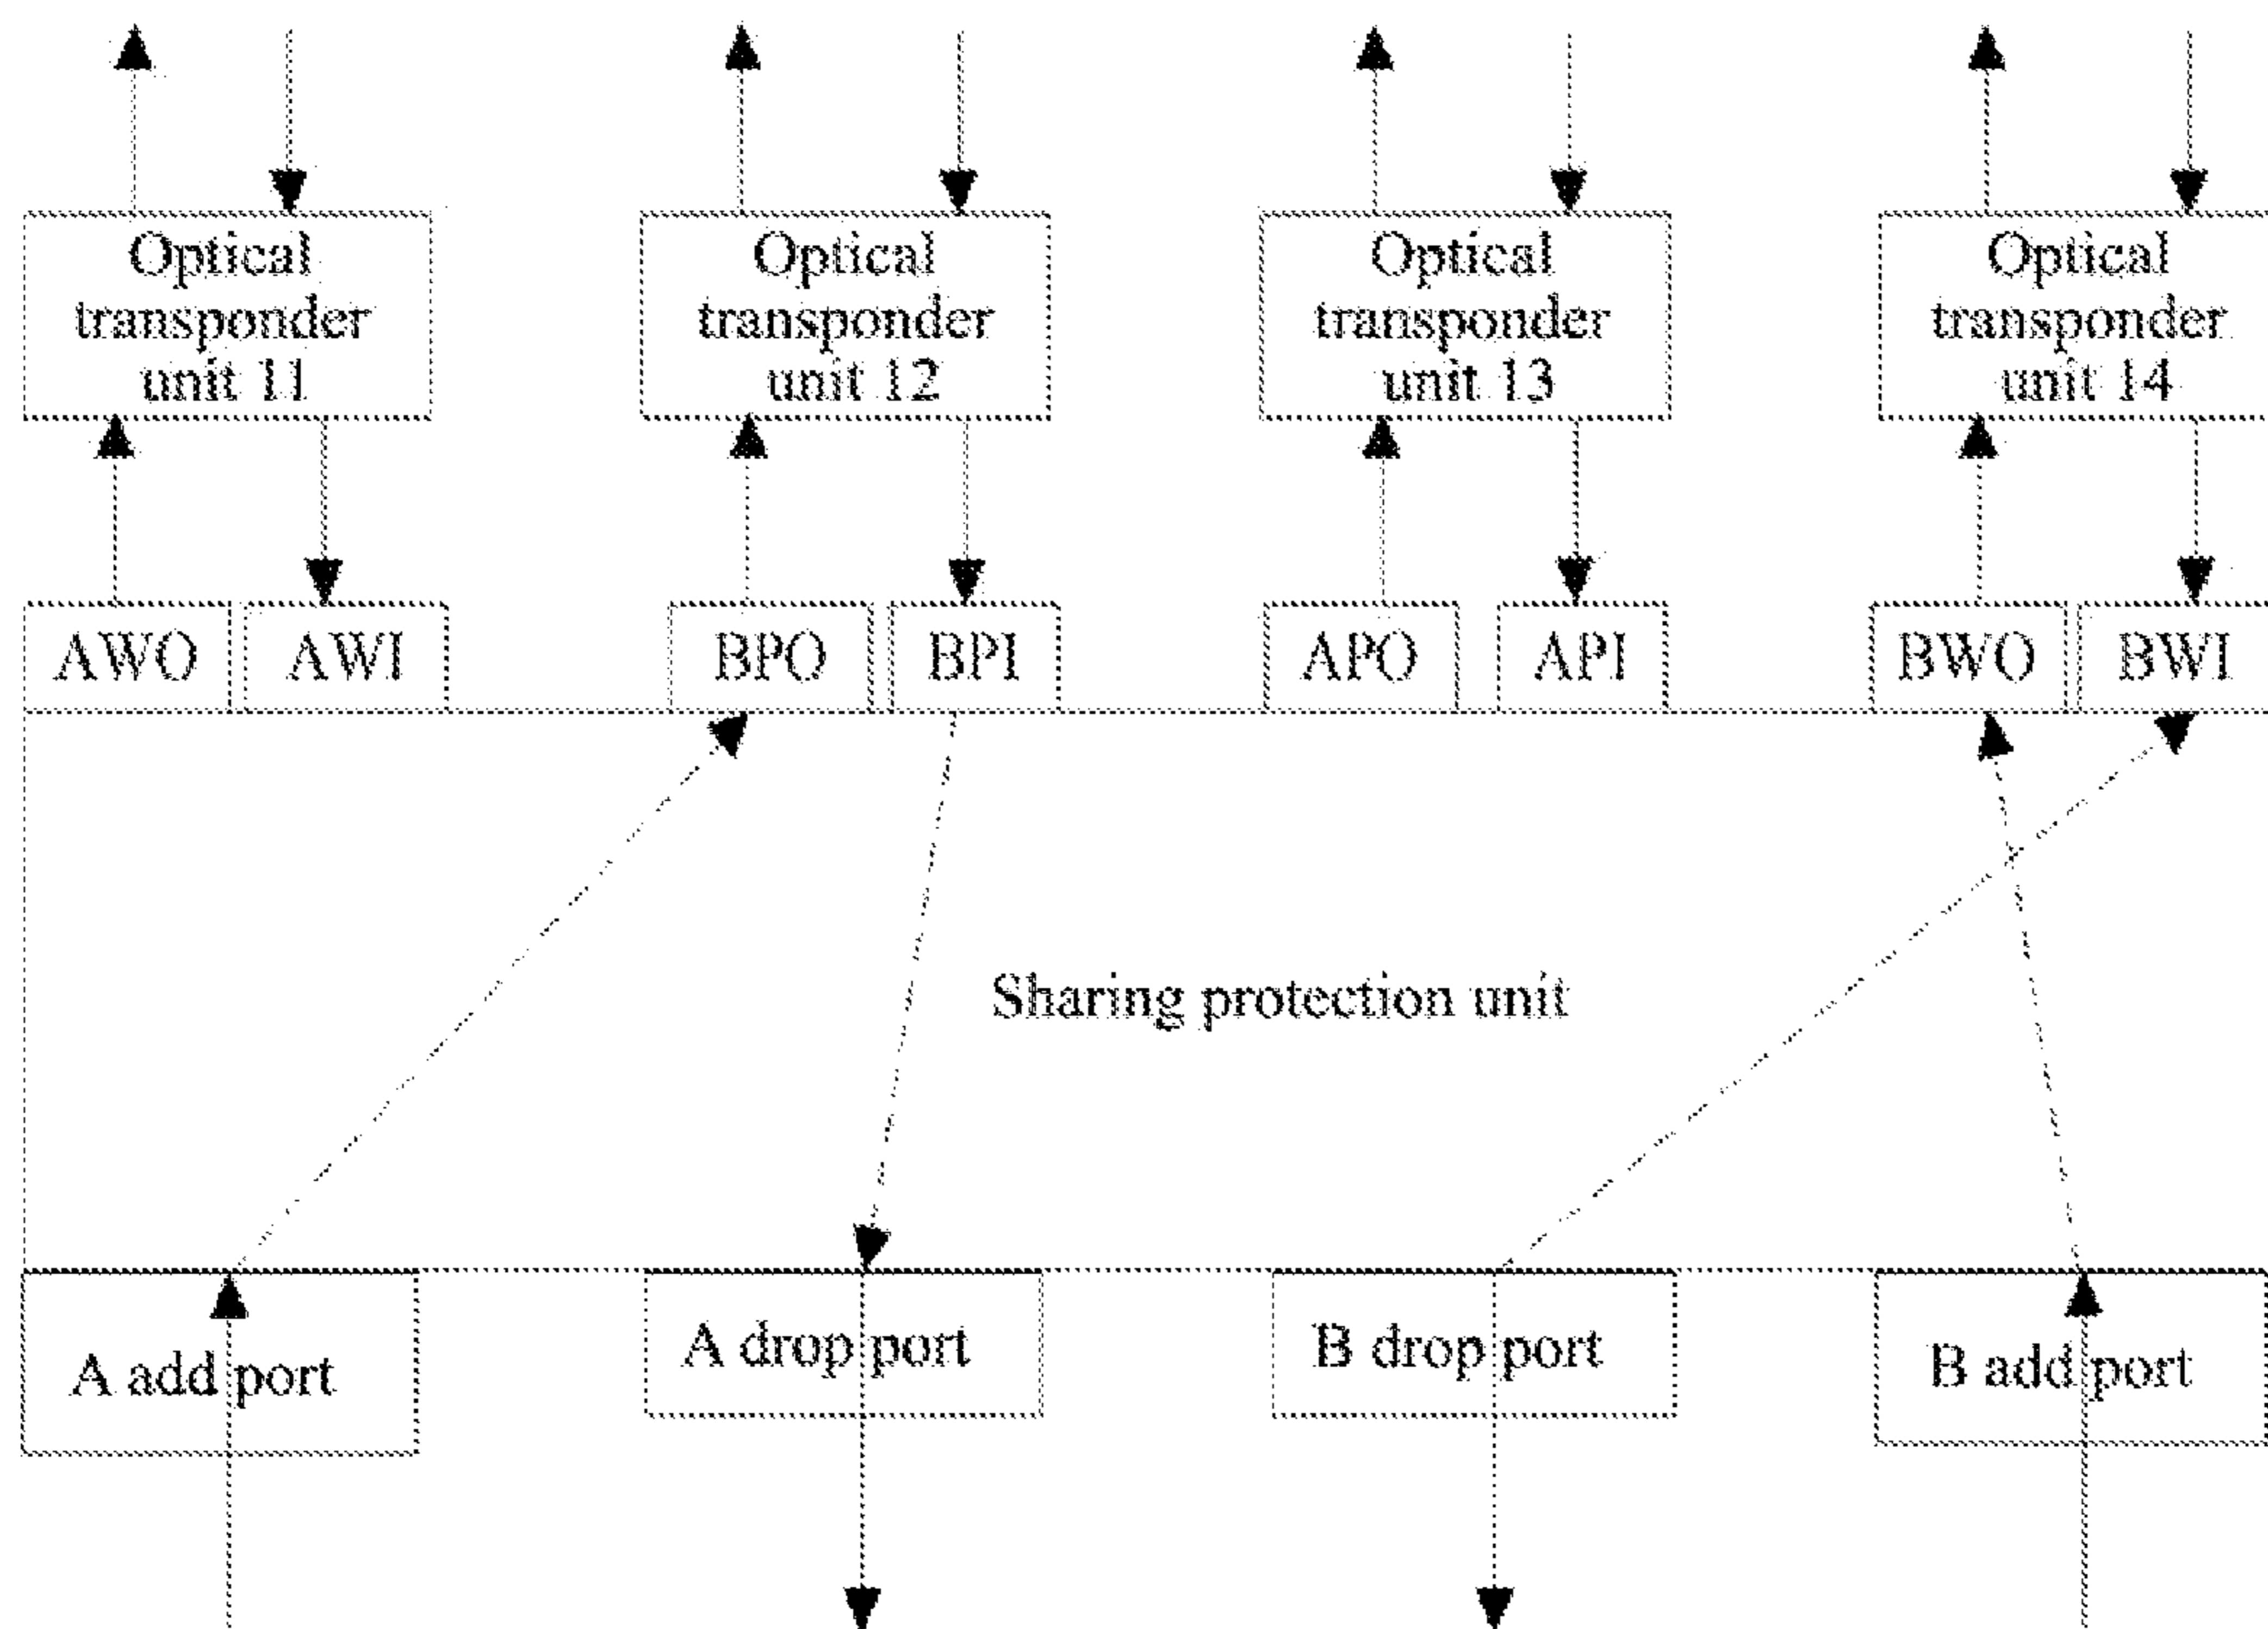 Optical
transponder
unit 11
Optical
transponder
unit 12
Optical
transponder
unit 13
Optical
transponder
unit 14
AWO
AWI
BPO
BPI
APO
API
BWO
BWI
Sharing protection unit
A add port
A drop port
B drop port
B add port